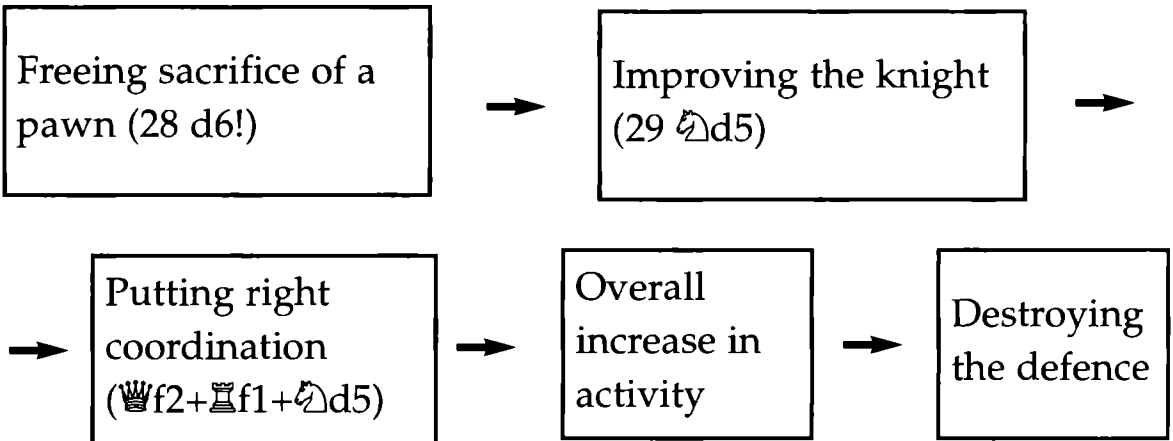 Freeing sacrifice of a
pawn (28 d6!)
Improving the knight
(29 ♘d5)
Putting right
coordination
(♕f2+♖f1+♘d5)
Overall
increase in
activity
Destroying
the defence